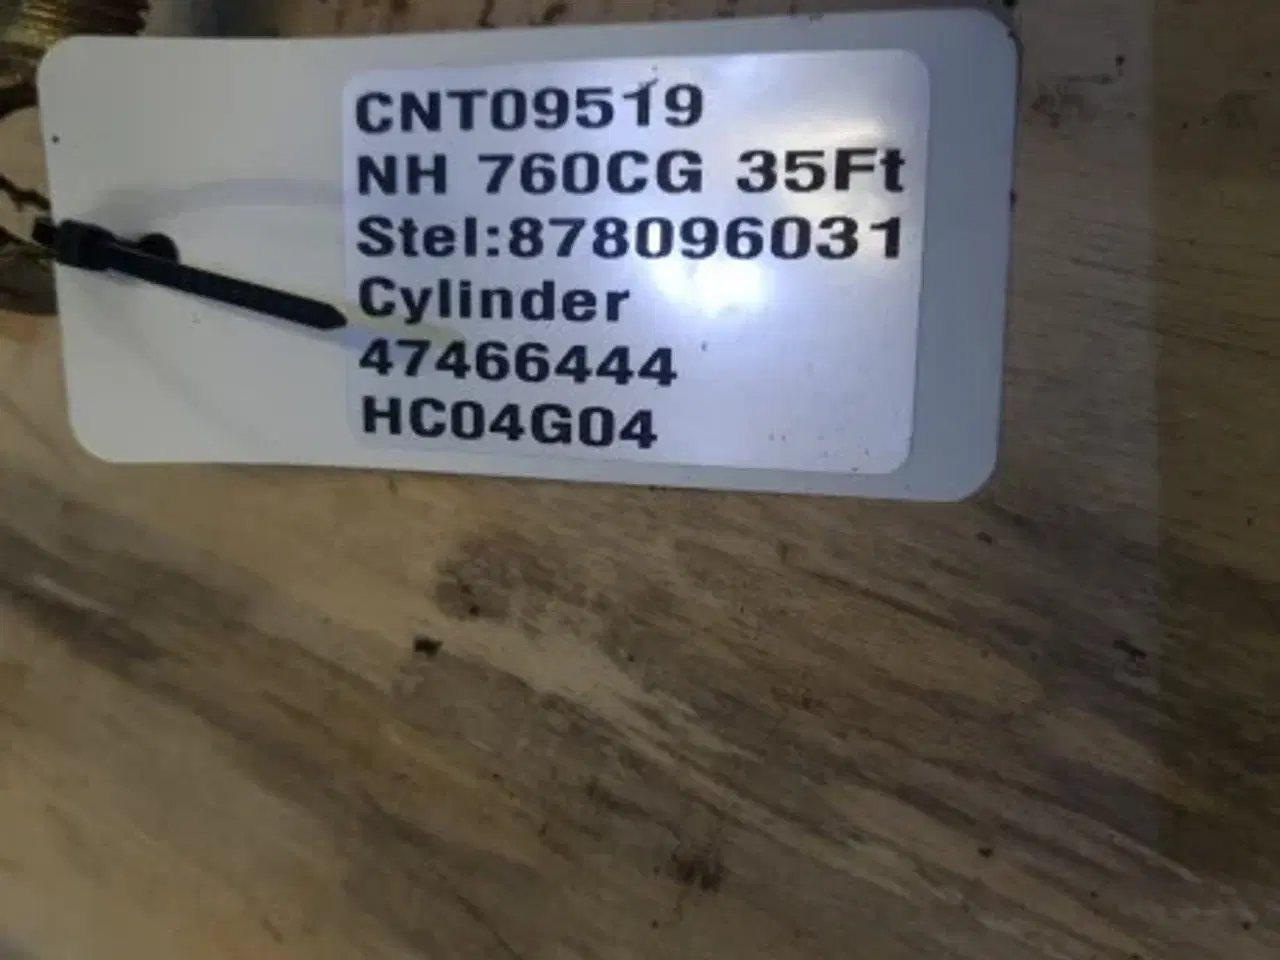 CNT09519
NH 760CG 35Ft
Stel:878096031
Cylinder
47466444
HC04G04